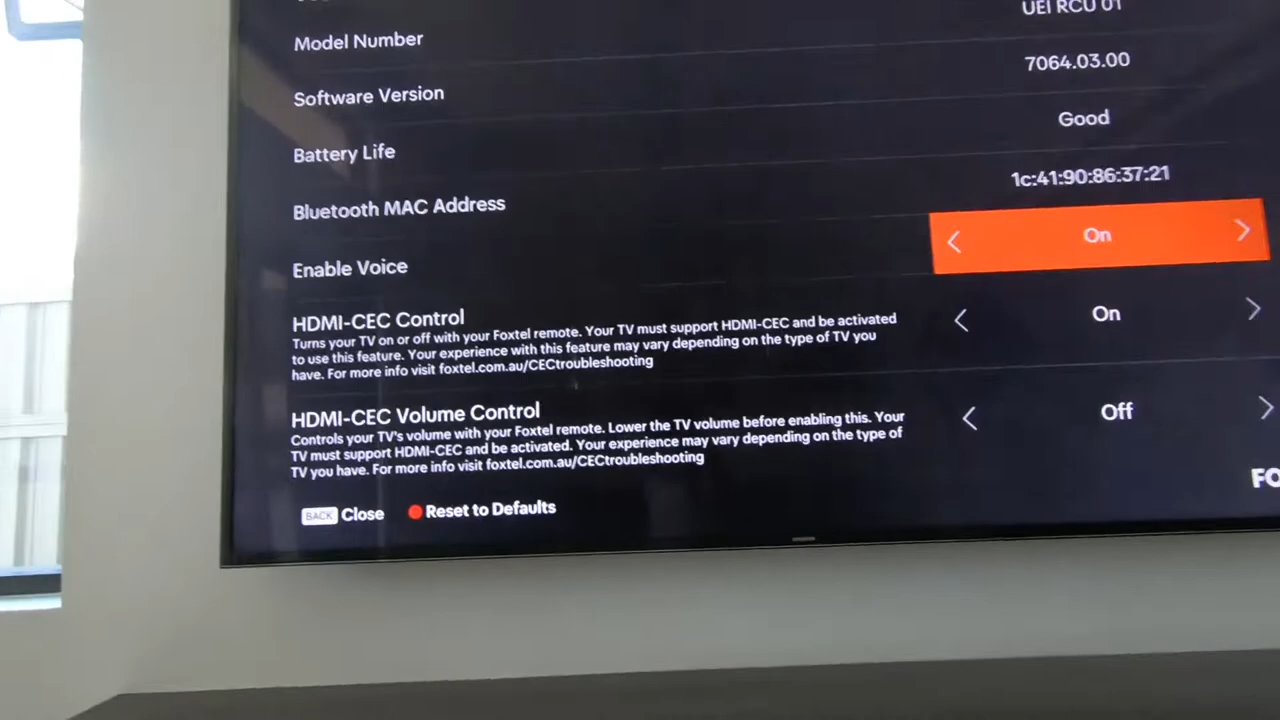 UEI RCU 01
Model Number
7064.03.00
Software Version
Good
Battery Life
1c:41:90:86:37:21
Bluetooth MAC Address
Enable Voice
On
HDMI-CEC Control
Turns your TV on or off with your Foxtel remote. Your TV must support HDMI-CEC and be activated
to use this feature. Your experience with this feature may vary depending on the type of TV you
have. For more info visit foxtel.com.au/CECtroubleshooting
On
HDMI-CEC Volume Control
Controls your TV's volume with your Foxtel remote. Lower the TV volume before enabling this. Your
TV must support HDMI-CEC and be activated. Your experience may vary depending on the type of
TV you have. For more info visit foxtel.com.au/CECtroubleshooting
Off
FO
BACK Close Reset to Defaults